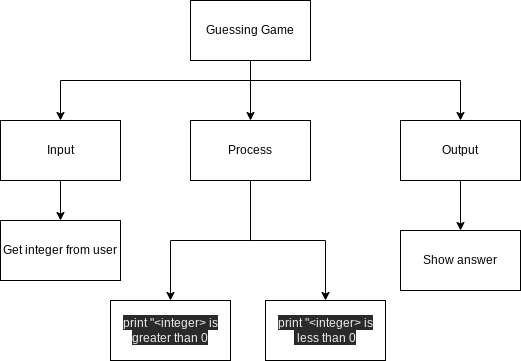 Guessing Game
Input
Process
Output
Get integer from user
Show answer
print "<integer> is
greater than 0
print "<integer> is
less than 0